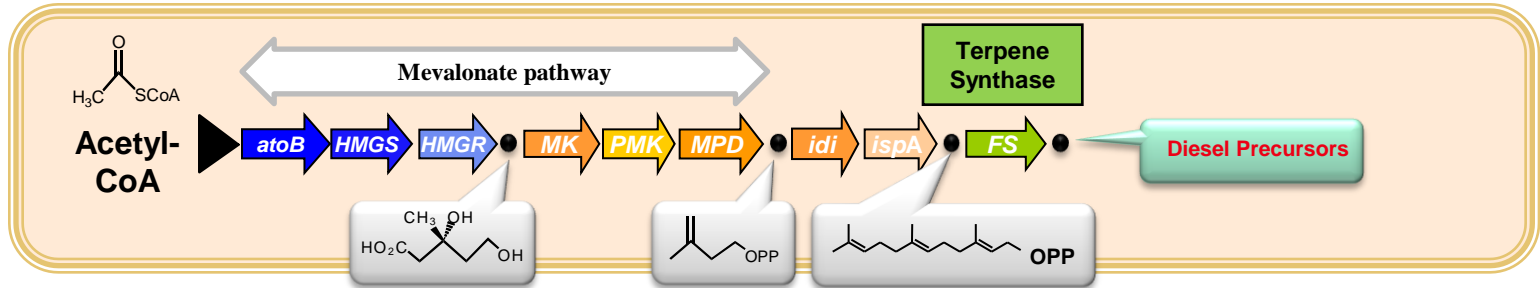 O
H₃C
SCoA
Acetyl-
CoA
Mevalonate pathway
Terpene
Synthase
atoB
HMGS
HMGR
MK
PMK
MPD
idi
ispA
FS
Diesel Precursors
CH₃
OH
HO₂C
OH
OPP
OPP